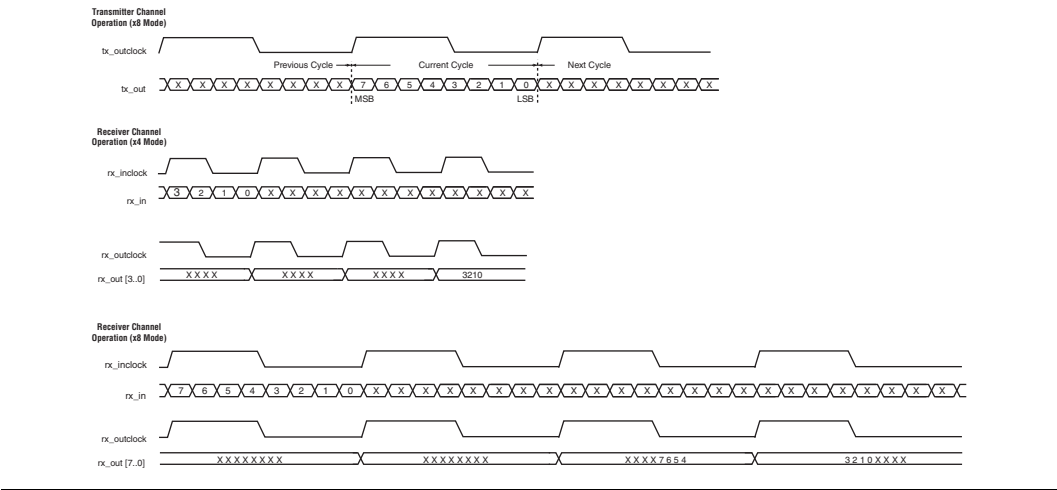 Transmitter Channel
Operation (x8 Mode)
tx_outclock
Previous Cycle Current Cycle Next Cycle
tx_out X X X X X X X X 7 6 5 4 3 2 1 0 X X X X X X X X
MSB LSB
Receiver Channel
Operation (x4 Mode)
rx_inclock
rx_in 3 2 1 0 X X X X X X X X X X X X
rx_outclock
rx_out [3..0] X X X X X X X X X X X X 3210
Receiver Channel
Operation (x8 Mode)
rx_inclock
rx_in 7 6 5 4 3 2 1 0 X X X X X X X X X X X X X X X X X X X X X X X X
rx_outclock
rx_out [7..0] X X X X X X X X X X X X X X X X X X X X 7 6 5 4 3 2 1 0 X X X X